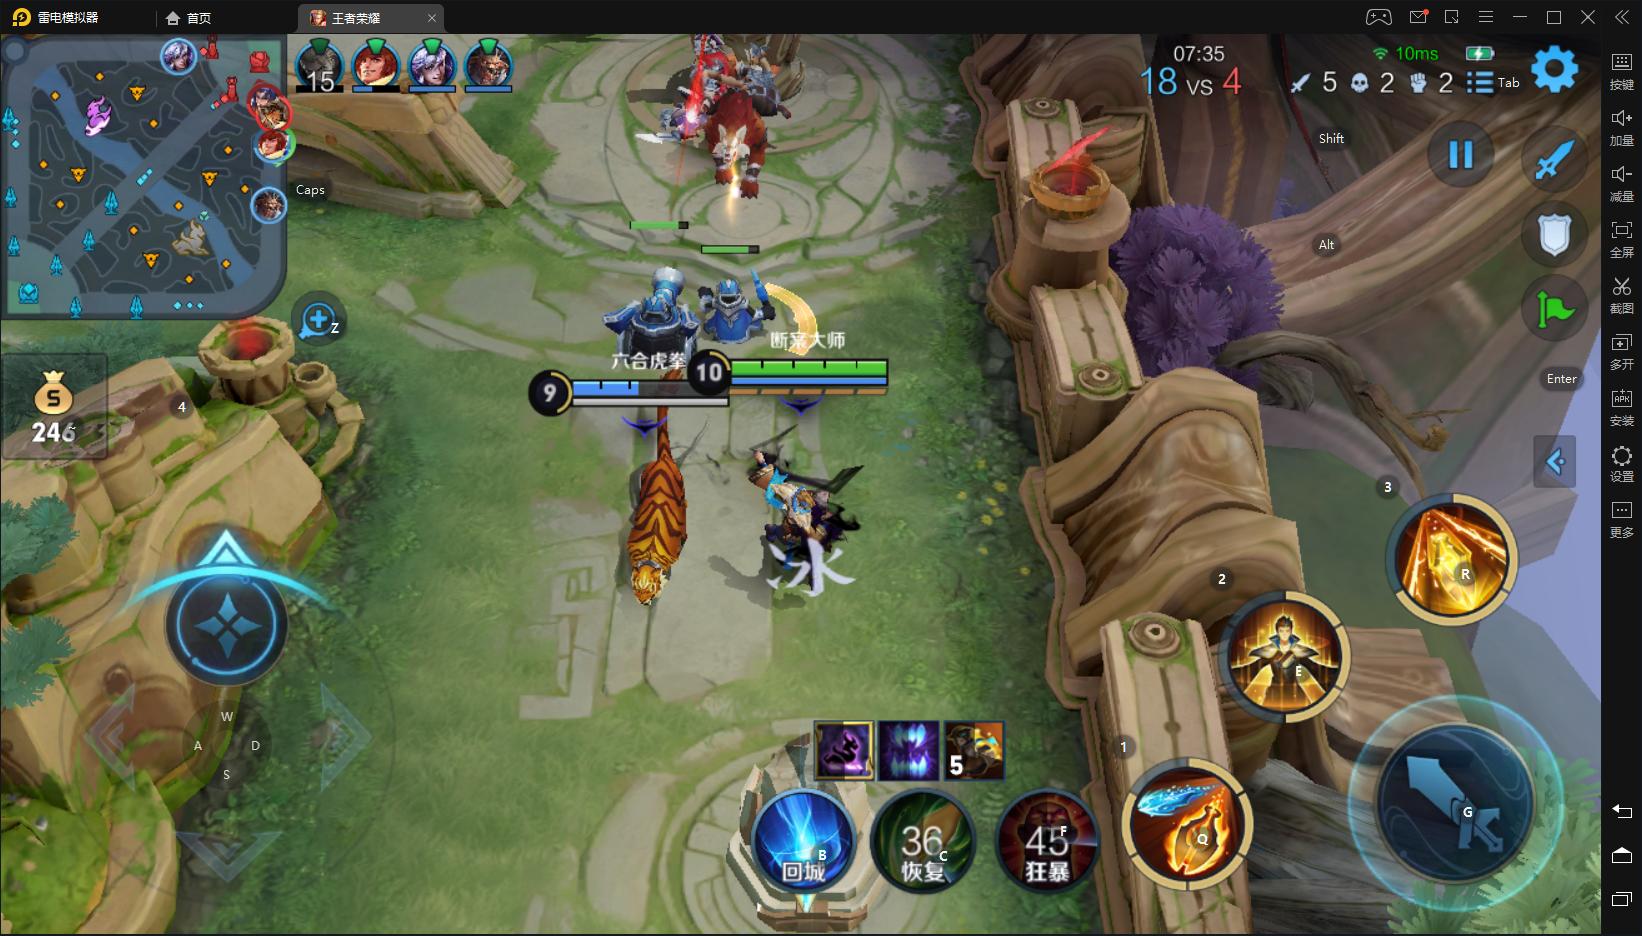 雷电模拟器
首页
王者荣耀
15
07:35
18 vs 4
10ms
5
2
2
Tab
Shift
Caps
Alt
Enter
Z
S
246
4
六合虎拳
断案大师
9
10
冰
3
2
1
R
E
Q
G
W
A
D
S
5
B
回城
36
C
恢复
45
F
狂暴
按键
加量
减量
全屏
截图
多开
APK
安装
设置
更多